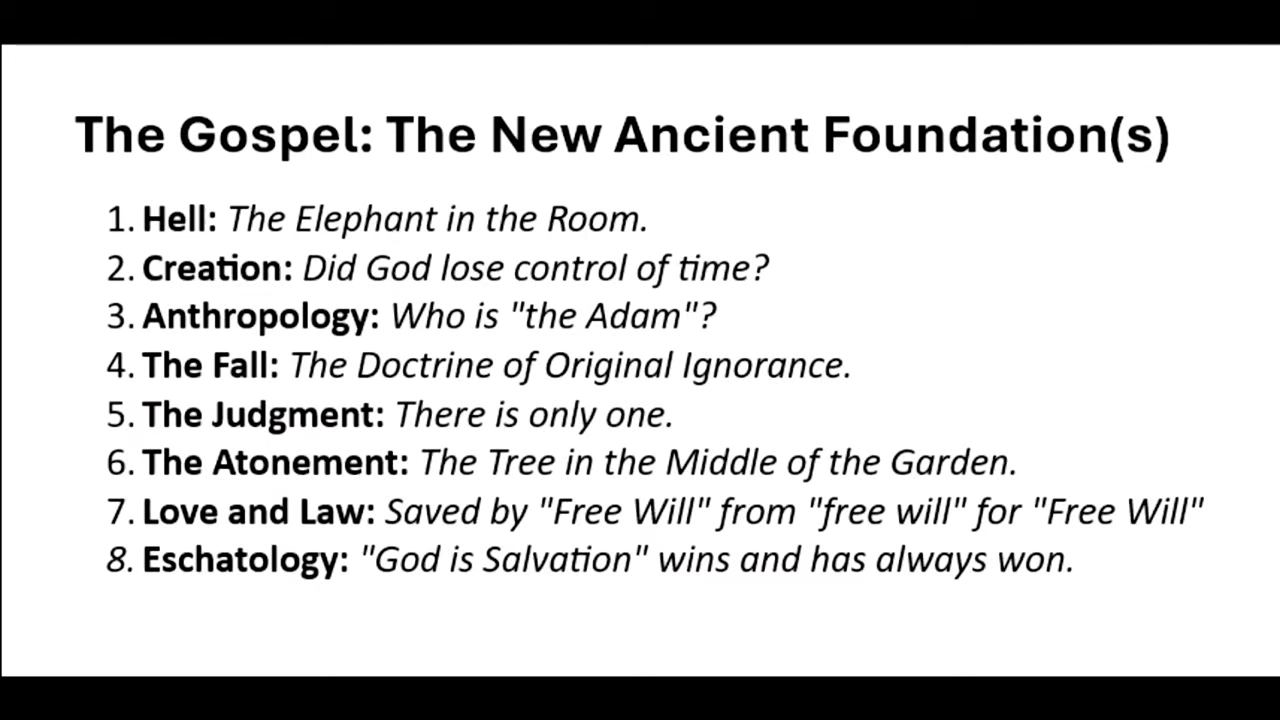 The Gospel: The New Ancient Foundation(s)
1. Hell: The Elephant in the Room.
2. Creation: Did God lose control of time?
3. Anthropology: Who is "the Adam"?
4. The Fall: The Doctrine of Original Ignorance.
5. The Judgment: There is only one.
6. The Atonement: The Tree in the Middle of the Garden.
7. Love and Law: Saved by "Free Will" from "free will" for "Free Will"
8. Eschatology: "God is Salvation" wins and has always won.